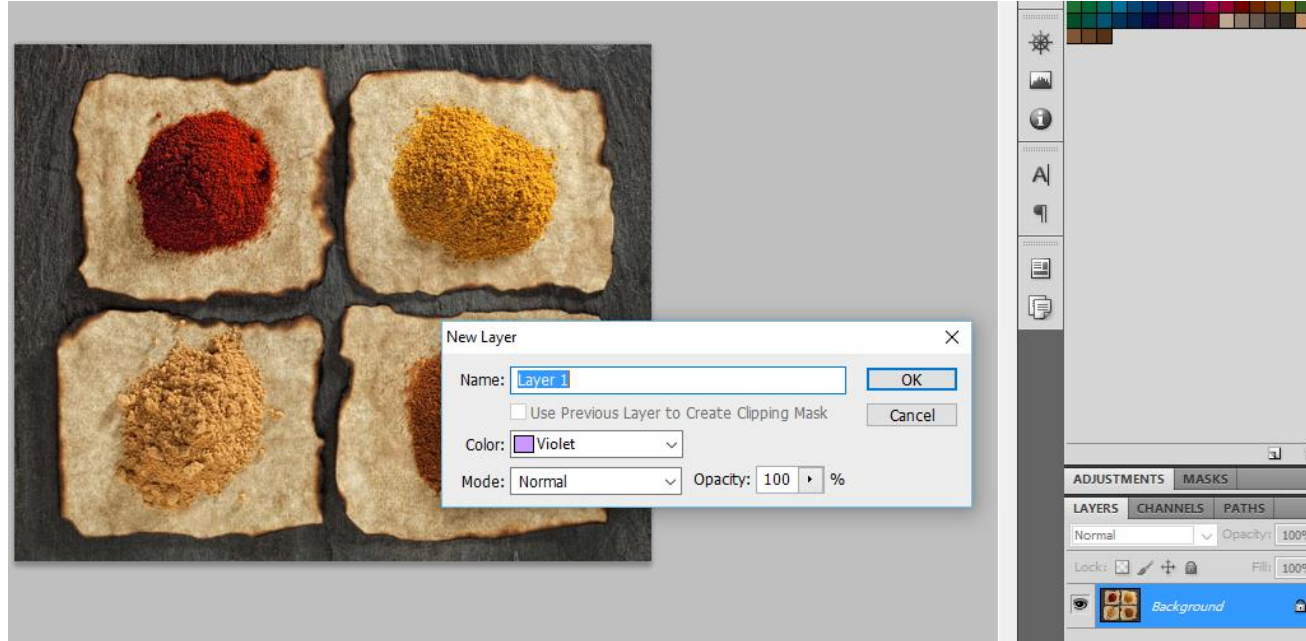 New Layer
Name: Layer 1 OK
Use Previous Layer to Create Clipping Mask Cancel
Color: Violet
Mode: Normal Opacity: 100 %
ADJUSTMENTS MASKS
LAYERS CHANNELS PATHS
Normal Opacity: 100%
Lock: Fill: 100%
Background